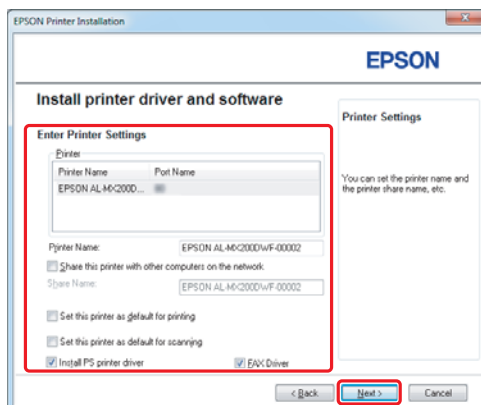 EPSON Printer Installation
EPSON
Install printer driver and software
Enter Printer Settings
Printer
Printer Name Port Name
EPSON AL-MX200D...
Printer Name: EPSON AL-MX200DWF-00002
Share this printer with other computers on the network
Share Name: EPSON AL-MX200DWF-00002
Set this printer as default for printing
Set this printer as default for scanning
Install PS printer driver FAX Driver
Printer Settings
You can set the printer name and
the printer share name, etc.
< Back Next > Cancel